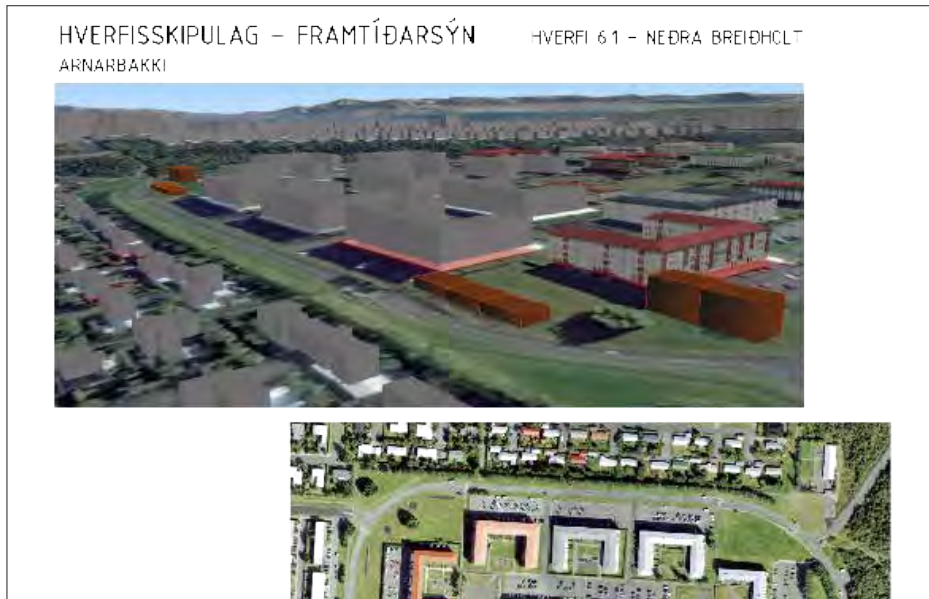 HVERFISSKIPULAG – FRAMTÍÐARSÝN
HVERFI 6.1 – NEÐRA BREIÐHOLT
ARNARBAKKI